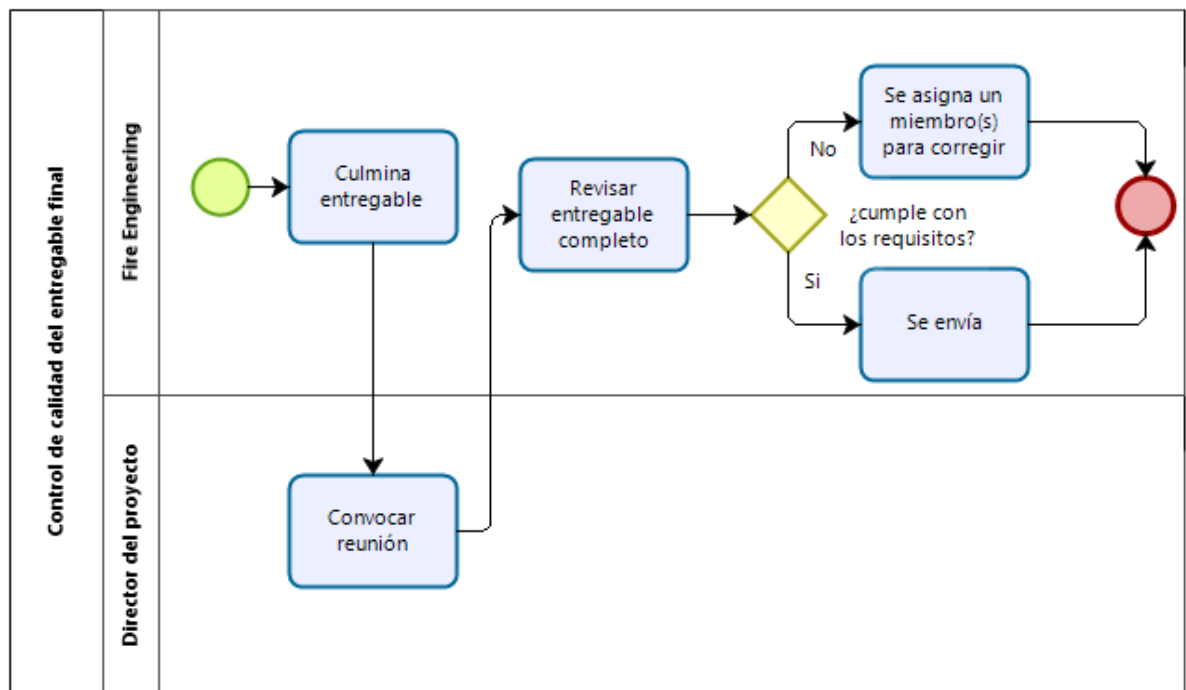 Control de calidad del entregable final
Fire Engineering
Culmina
entregable
Revisar
entregable
completo
No
Se asigna un
miembro(s)
para corregir
¿cumple con
los requisitos?
Si
Se envía
Director del proyecto
Convocar
reunión